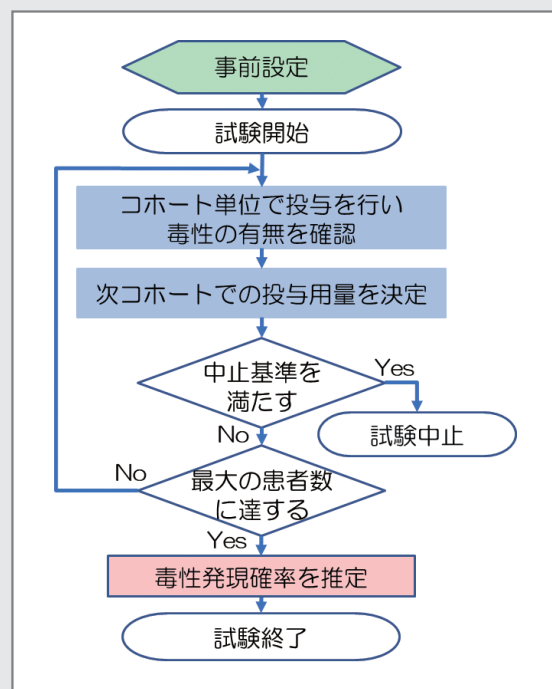 事前設定
試験開始
コホート単位で投与を行い
毒性の有無を確認
次コホートでの投与用量を決定
中止基準を
満たす
Yes
試験中止
No
最大の患者数
に達する
No
Yes
毒性発現確率を推定
試験終了